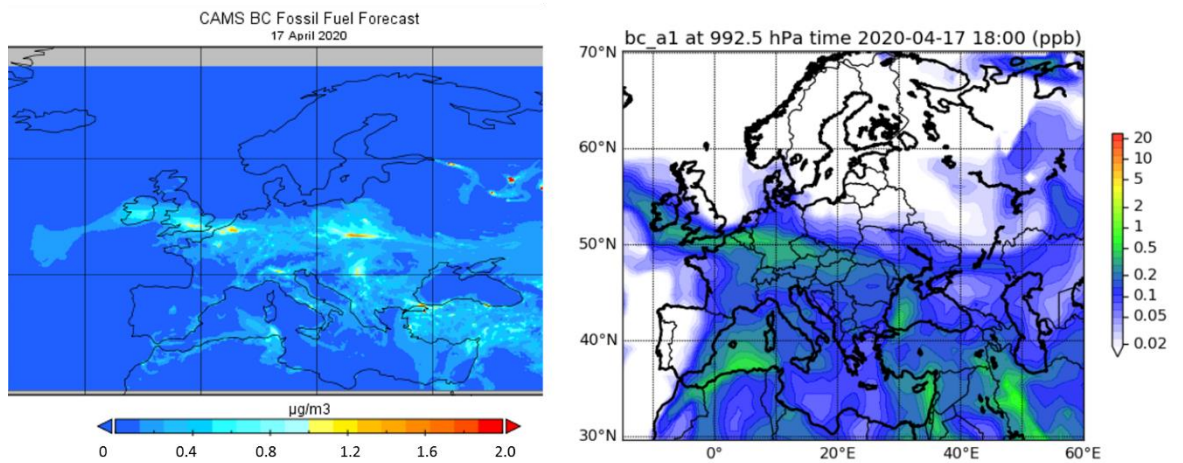 CAMS BC Fossil Fuel Forecast
17 April 2020
µg/m3
0 0.4 0.8 1.2 1.6 2.0
bc_a1 at 992.5 hPa time 2020-04-17 18:00 (ppb)
70°N
60°N
50°N
40°N
30°N
0° 20°E 40°E 60°E
20
10
5
2
1
0.5
0.2
0.1
0.05
0.02